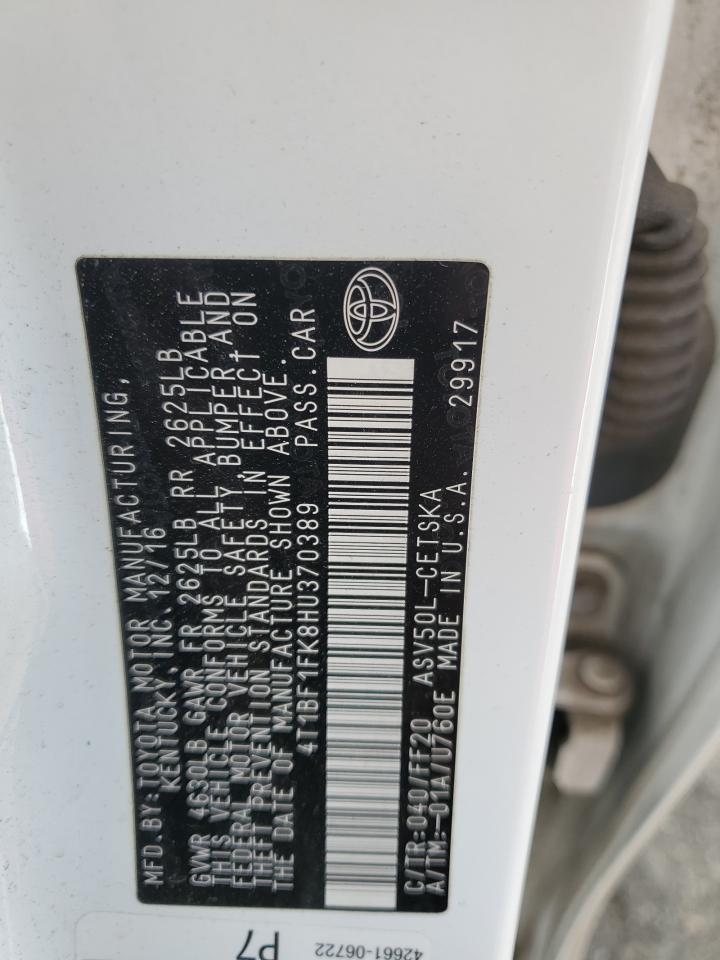 MFD.BY:TOYOTA MOTOR MANUFACTURING,
KENTUCKY, INC. 12/16
GVWR 4630LB GAWR FR 2625LB RR 2625LB
THIS VEHICLE CONFORMS TO ALL APPLICABLE
FEDERAL MOTOR VEHICLE SAFETY, BUMPER, AND
THEFT PREVENTION STANDARDS IN EFFECT ON
THE DATE OF MANUFACTURE SHOWN ABOVE.
4T1BF1FK8HU370389 PASS.CAR
C/TR:040/FF20 ASV50L-CETSKA
A/TM:-01A/U760E MADE IN U.S.A. 29917
42661-06722
P7